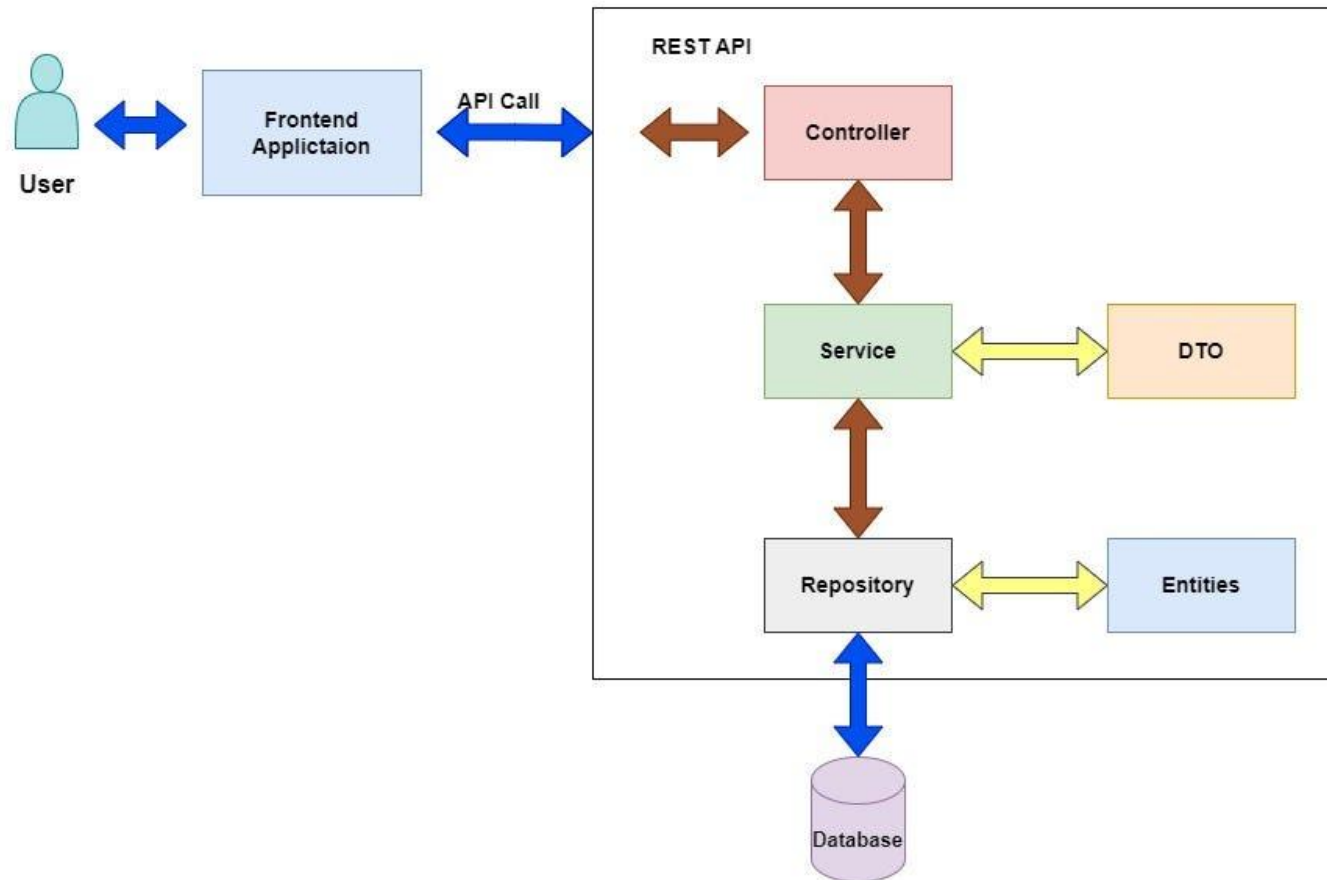 REST API
API Call
Frontend
Applictaion
Controller
User
Service
DTO
Repository
Entities
Database